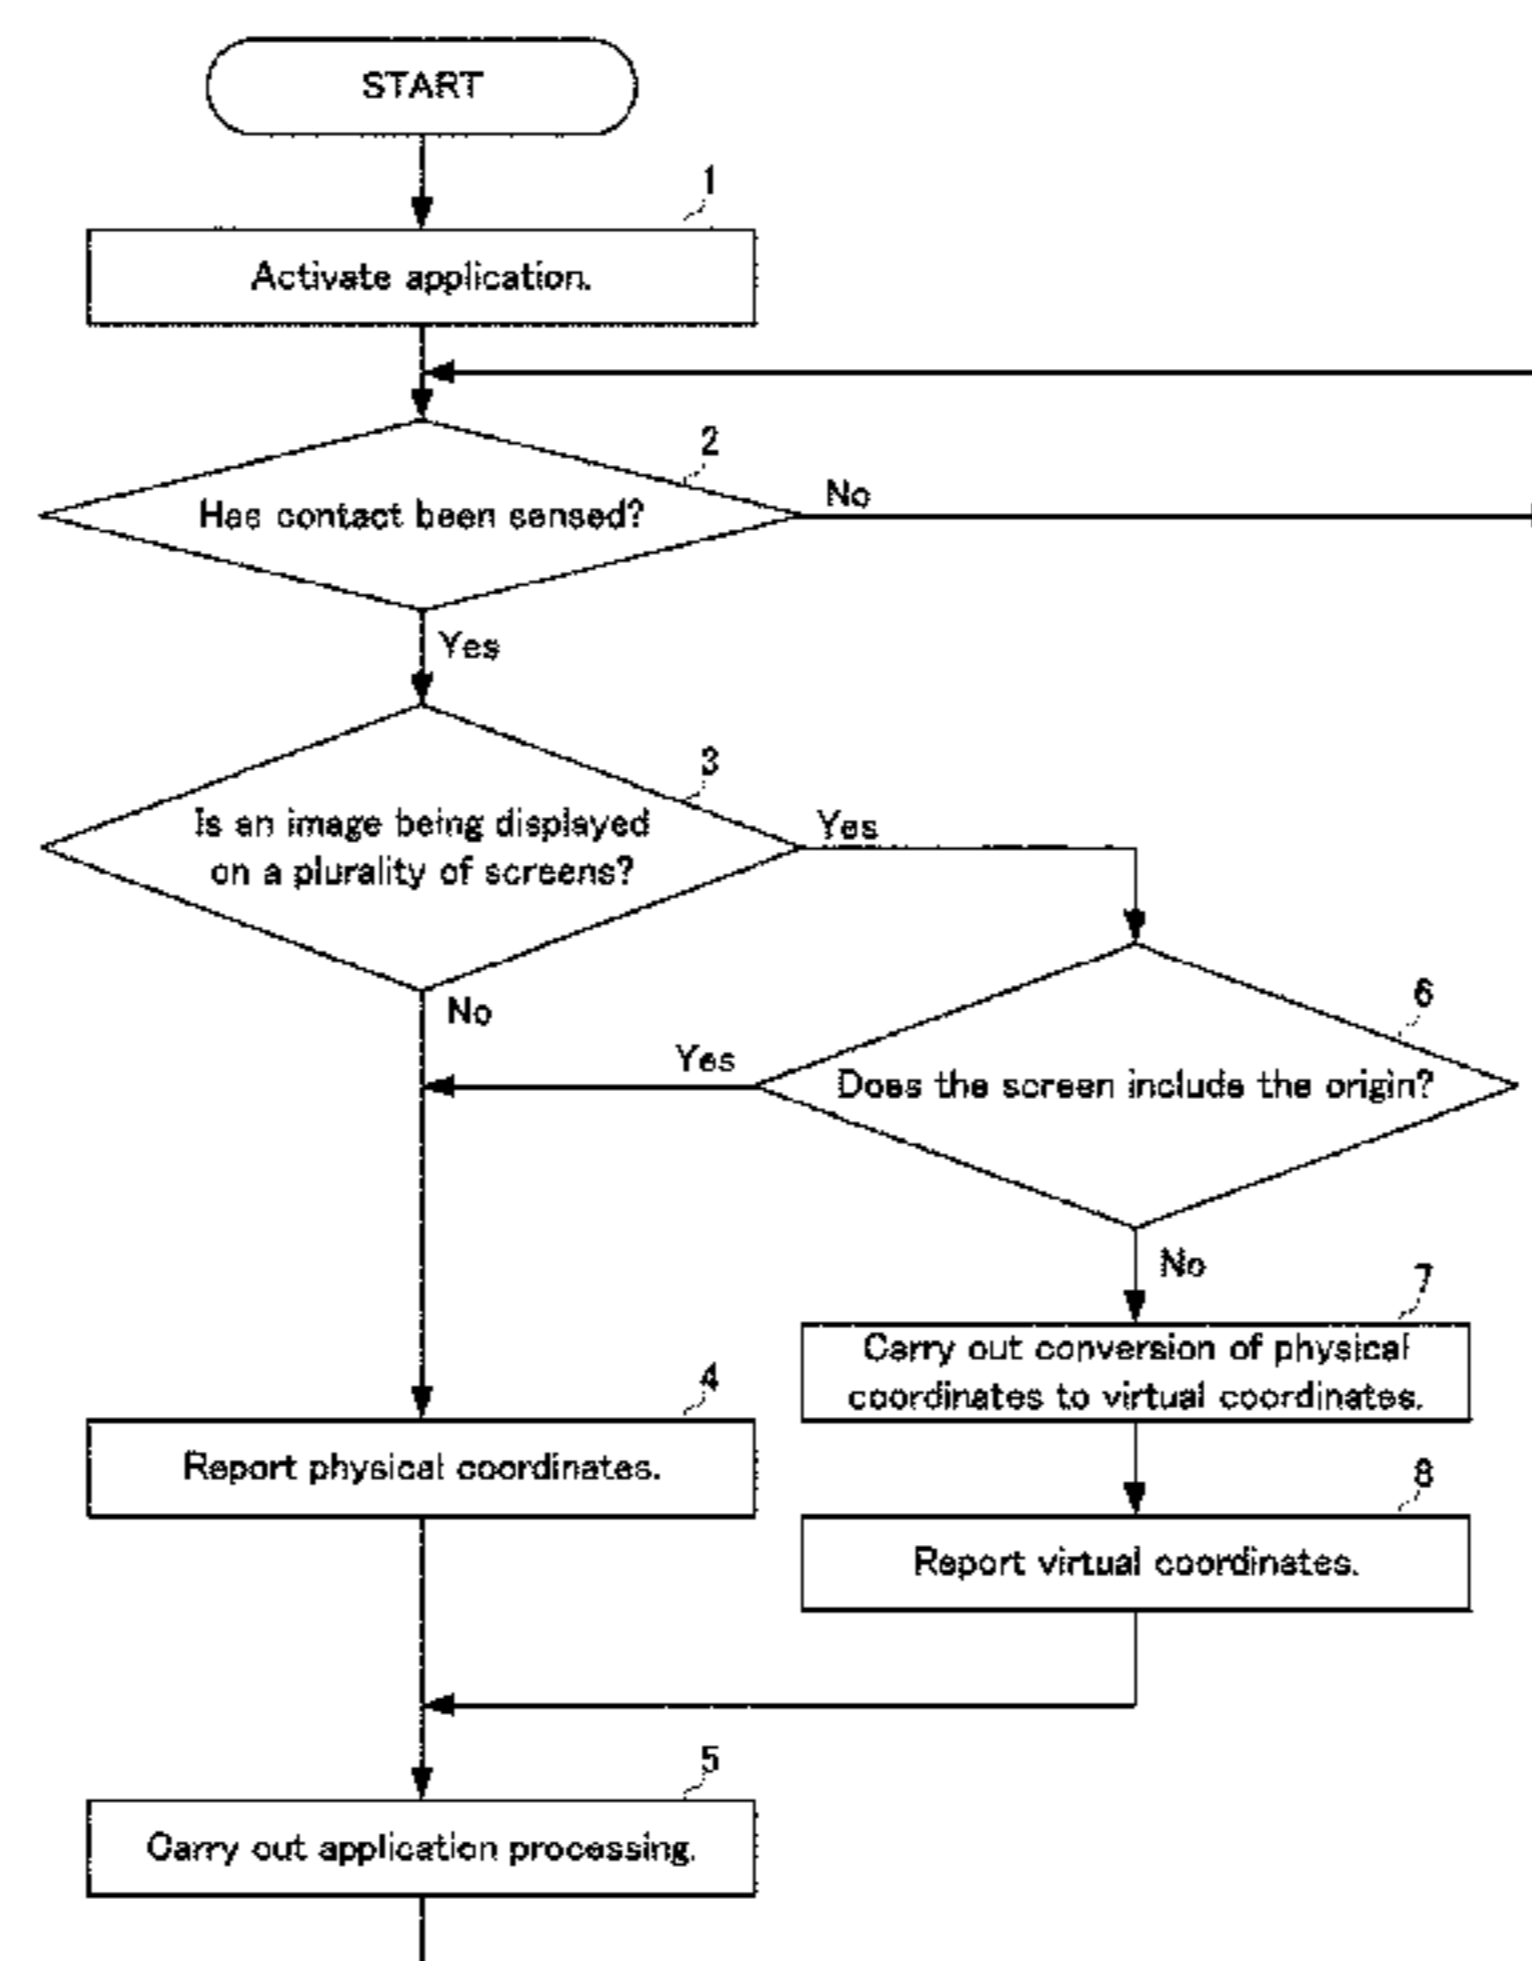 START
1
Activate application.
2
Has contact been sensed?
No
Yes
3
Is an image being displayed
on a plurality of screens?
Yes
No
6
Yes
Does the screen include the origin?
No
7
Carry out conversion of physical
coordinates to virtual coordinates.
4
Report physical coordinates.
8
Report virtual coordinates.
5
Carry out application processing.